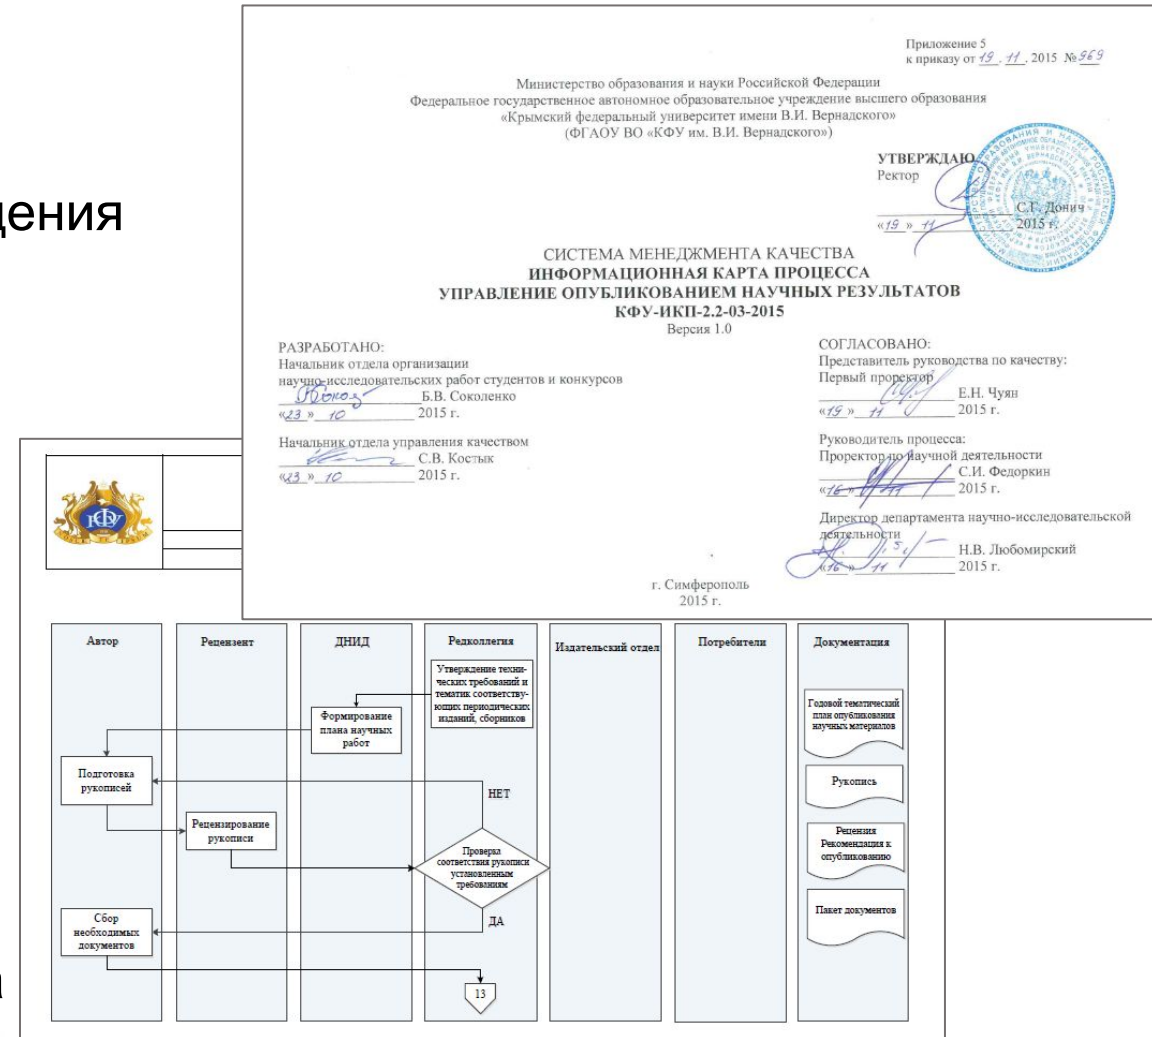 Приложение 5
к приказу от 19 . 11 . 2015 № 969
Министерство образования и науки Российской Федерации
Федеральное государственное автономное образовательное учреждение высшего образования
«Крымский федеральный университет имени В.И. Вернадского»
(ФГАОУ ВО «КФУ им. В.И. Вернадского»)
УТВЕРЖДАЮ
Ректор
С.Г. Донич
«19 » 11 2015 г.
СИСТЕМА МЕНЕДЖМЕНТА КАЧЕСТВА
ИНФОРМАЦИОННАЯ КАРТА ПРОЦЕССА
УПРАВЛЕНИЕ ОПУБЛИКОВАНИЕМ НАУЧНЫХ РЕЗУЛЬТАТОВ
КФУ-ИКП-2.2-03-2015
Версия 1.0
РАЗРАБОТАНО:
Начальник отдела организации
научно-исследовательских работ студентов и конкурсов
Б.В. Соколенко
«23 » 10 2015 г.
Начальник отдела управления качеством
С.В. Костык
«23 » 10 2015 г.
СОГЛАСОВАНО:
Представитель руководства по качеству:
Первый проректор
Е.Н. Чуян
«19 » 11 2015 г.
Руководитель процесса:
Проректор по научной деятельности
С.И. Федоркин
«16 » 11 2015 г.
Директор департамента научно-исследовательской
деятельности
Н.В. Любомирский
«16 » 11 2015 г.
г. Симферополь
2015 г.
дения
КФУ
Автор
Рецензент
ДНИД
Редколлегия
Издательский отдел
Потребители
Документация
Утверждение техни-
ческих требований и
тематик соответству-
ющих периодических
изданий, сборников
Формирование
плана научных
работ
Подготовка
рукописей
НЕТ
Рецензирование
рукописи
Проверка
соответствия рукописи
установленным
требованиям
ДА
Сбор
необходимых
документов
13
Годовой тематический
план опубликования
научных материалов
Рукопись
Рецензия
Рекомендация к
опубликованию
Пакет документов
а